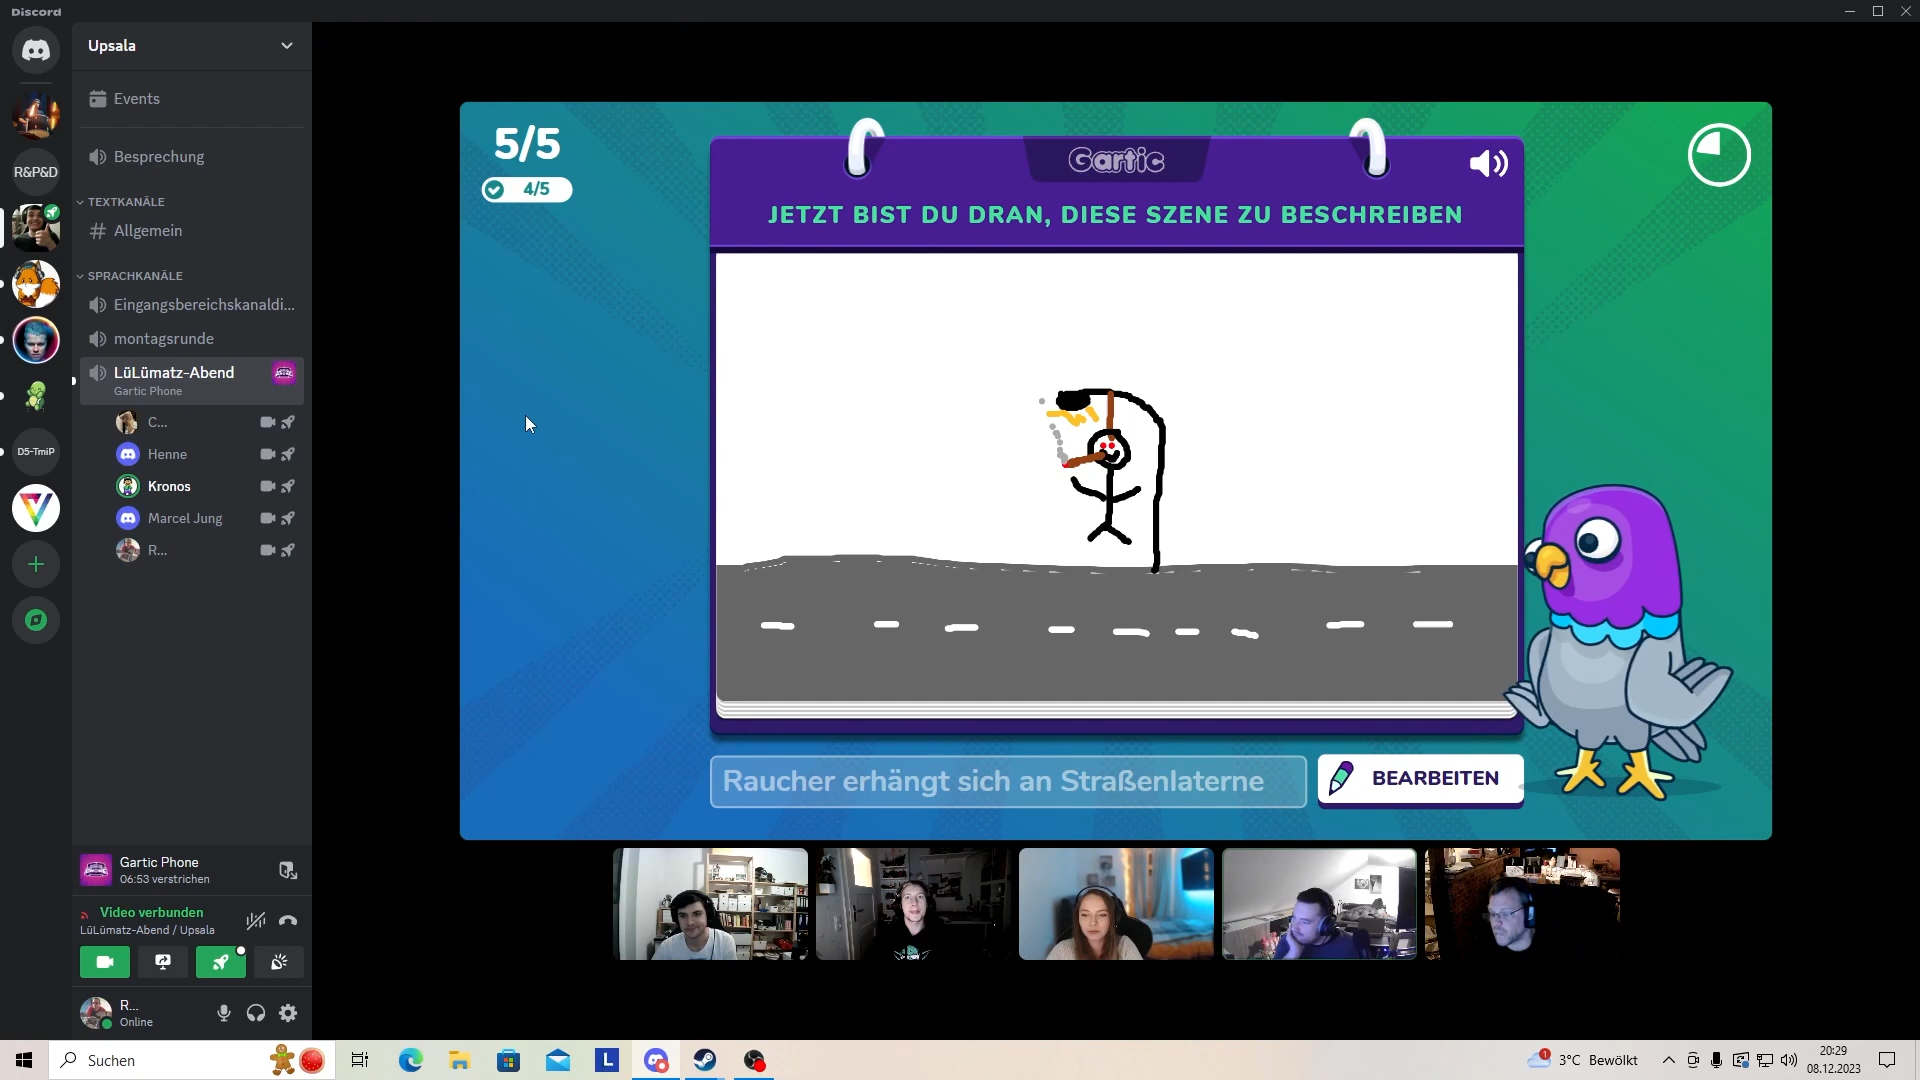 Discord
Upsala
Events
Besprechung
R&P&D
TEXTKANÄLE
Allgemein
SPRACHKANÄLE
Eingangsbereichskanaldi...
montagsrunde
LüLümatz-Abend
Gartic Phone
C...
Henne
D5-TmiP
Kronos
Marcel Jung
R...
Gartic Phone
06:53 verstrichen
Video verbunden
LüLümatz-Abend / Upsala
R...
Online
5/5
4/5
Gartic
JETZT BIST DU DRAN, DIESE SZENE ZU BESCHREIBEN
Raucher erhängt sich an Straßenlaterne
BEARBEITEN
Suchen
L
1
3°C Bewölkt
20:29
08.12.2023